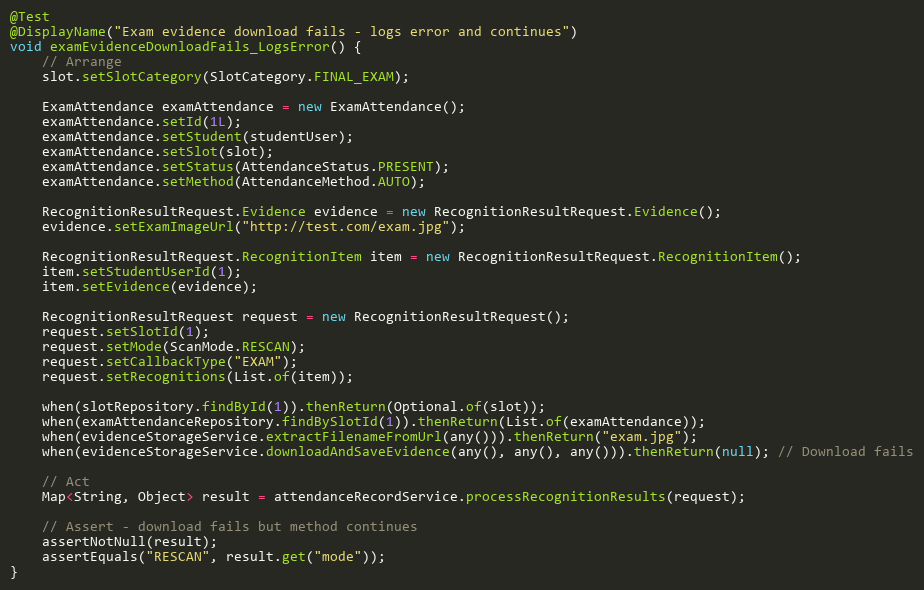 @Test
@DisplayName("Exam evidence download fails - logs error and continues")
void examEvidenceDownloadFails_LogsError() {
    // Arrange
    slot.setSlotCategory(SlotCategory.FINAL_EXAM);

    ExamAttendance examAttendance = new ExamAttendance();
    examAttendance.setId(1L);
    examAttendance.setStudent(studentUser);
    examAttendance.setSlot(slot);
    examAttendance.setStatus(AttendanceStatus.PRESENT);
    examAttendance.setMethod(AttendanceMethod.AUTO);

    RecognitionResultRequest.Evidence evidence = new RecognitionResultRequest.Evidence();
    evidence.setExamImageUrl("http://test.com/exam.jpg");

    RecognitionResultRequest.RecognitionItem item = new RecognitionResultRequest.RecognitionItem();
    item.setStudentUserId(1);
    item.setEvidence(evidence);

    RecognitionResultRequest request = new RecognitionResultRequest();
    request.setSlotId(1);
    request.setMode(ScanMode.RESCAN);
    request.setCallbackType("EXAM");
    request.setRecognitions(List.of(item));

    when(slotRepository.findById(1)).thenReturn(Optional.of(slot));
    when(examAttendanceRepository.findBySlotId(1)).thenReturn(List.of(examAttendance));
    when(evidenceStorageService.extractFilenameFromUrl(any())).thenReturn("exam.jpg");
    when(evidenceStorageService.downloadAndSaveEvidence(any(), any(), any())).thenReturn(null); // Download fails

    // Act
    Map<String, Object> result = attendanceRecordService.processRecognitionResults(request);

    // Assert - download fails but method continues
    assertNotNull(result);
    assertEquals("RESCAN", result.get("mode"));
}